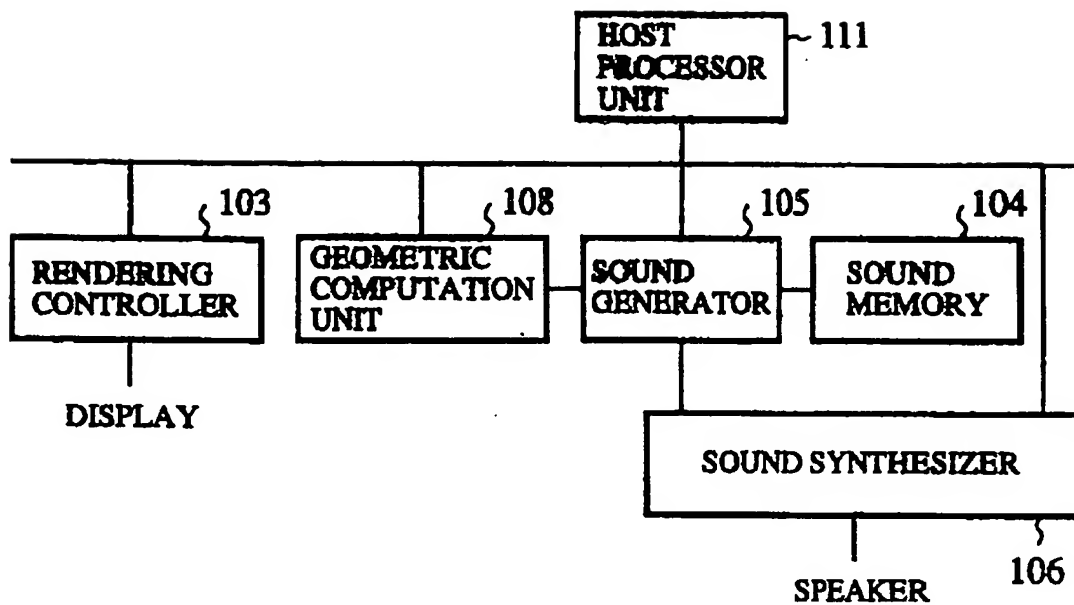 HOST
PROCESSOR
UNIT
111
103
108
105
104
RENDERING
CONTROLLER
GEOMETRIC
COMPUTATION
UNIT
SOUND
GENERATOR
SOUND
MEMORY
DISPLAY
SOUND SYNTHESIZER
106
SPEAKER